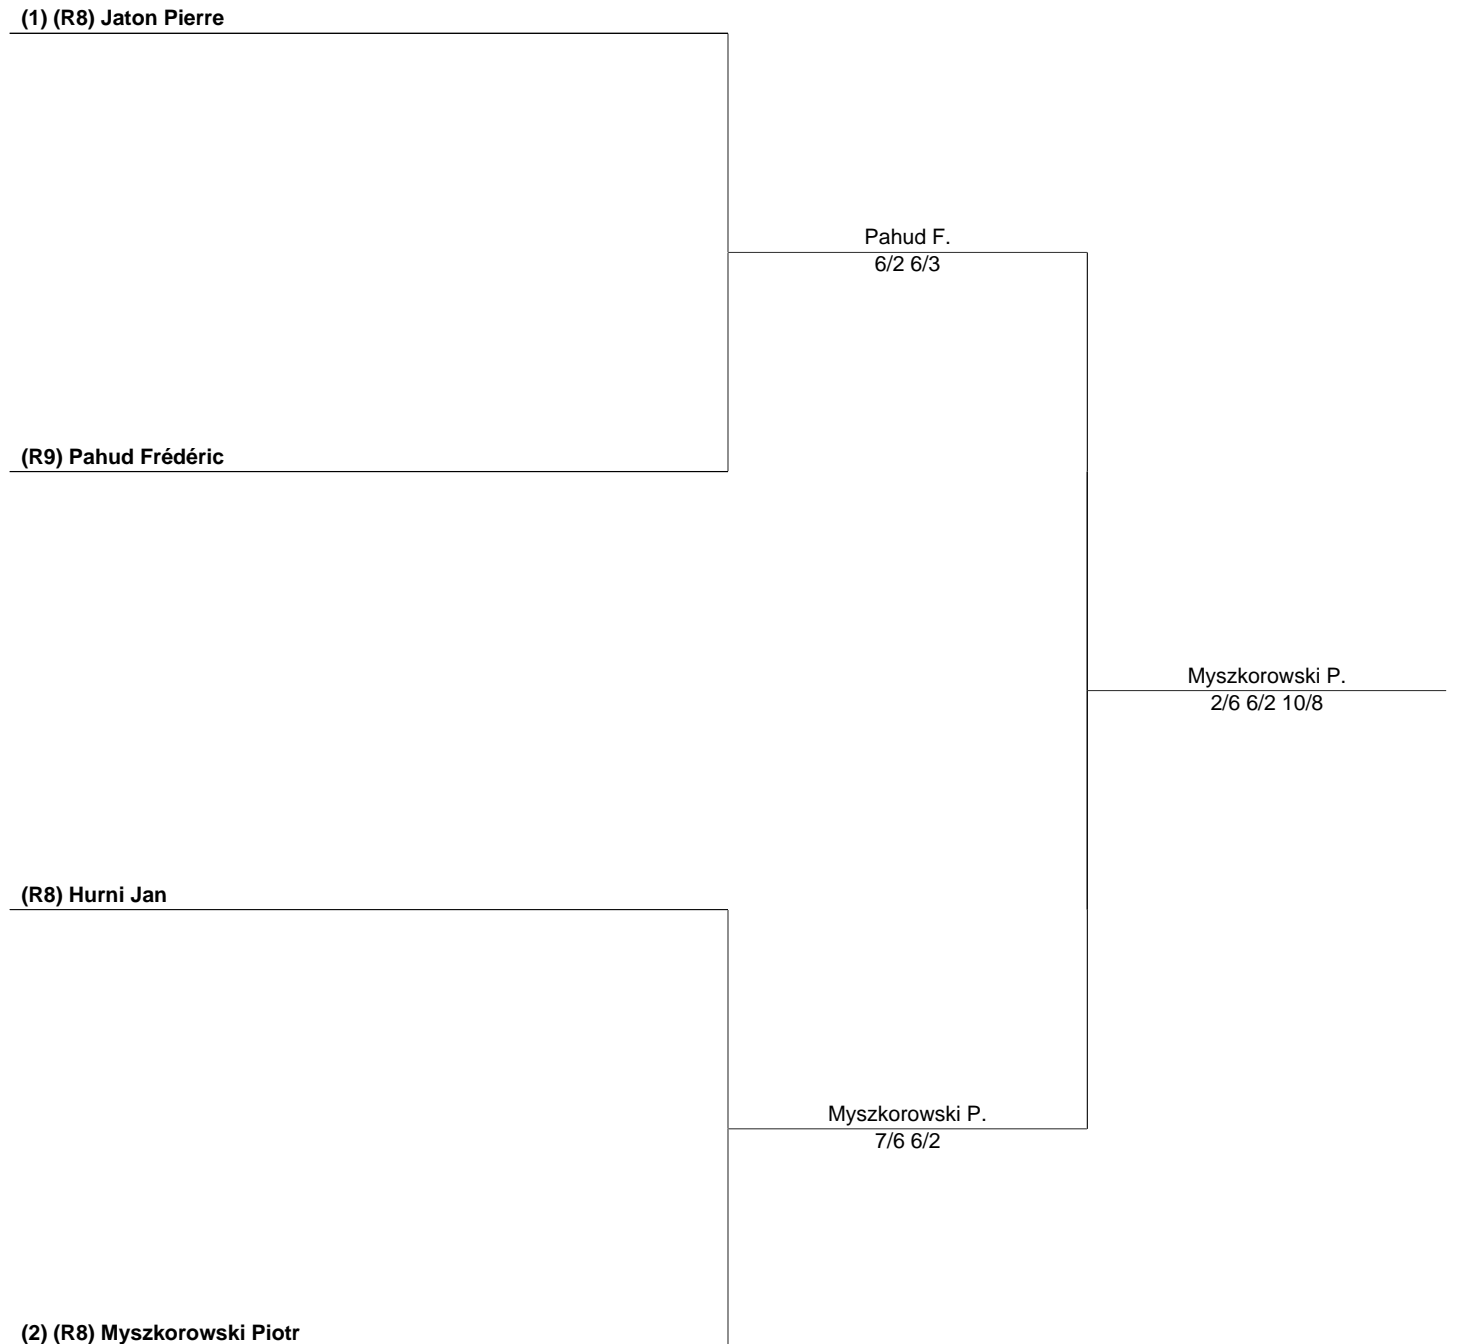 (1) (R8) Jaton Pierre
Pahud F.
6/2 6/3
(R9) Pahud Frédéric
Myszkorowski P.
2/6 6/2 10/8
(R8) Hurni Jan
Myszkorowski P.
7/6 6/2
(2) (R8) Myszkorowski Piotr